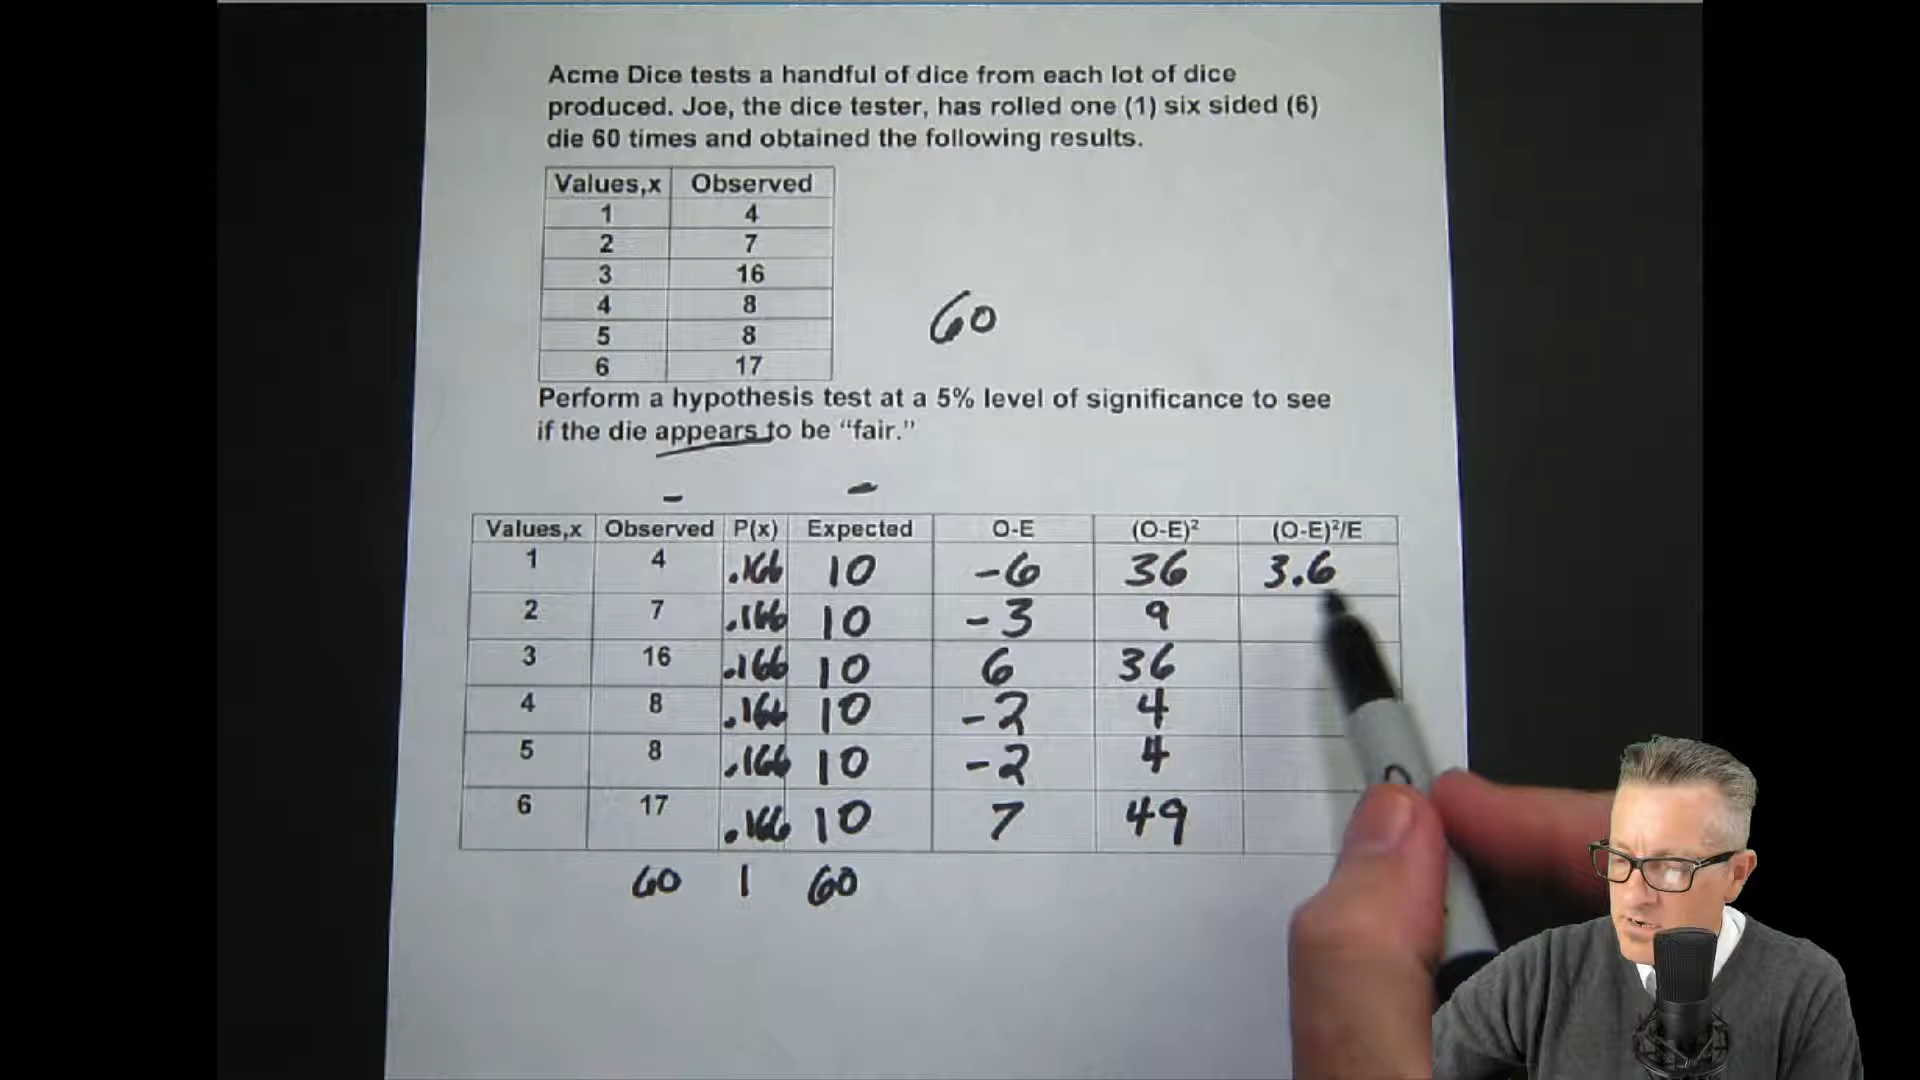 Acme Dice tests a handful of dice from each lot of dice
produced. Joe, the dice tester, has rolled one (1) six sided (6)
die 60 times and obtained the following results.
Values,x Observed
1 4
2 7
3 16
4 8
5 8
6 17
60
Perform a hypothesis test at a 5% level of significance to see
if the die appears to be “fair.”
- -
Values,x Observed P(x) Expected O-E (O-E)² (O-E)²/E
1 4 .166 10 -6 36 3.6
2 7 .166 10 -3 9
3 16 .166 10 6 36
4 8 .166 10 -2 4
5 8 .166 10 -2 4
6 17 .166 10 7 49
60 1 60